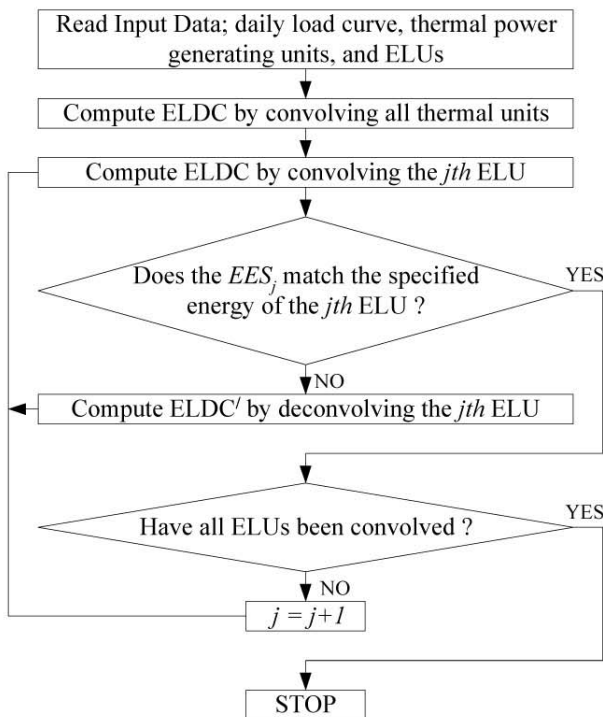 Read Input Data; daily load curve, thermal power
generating units, and ELUs
Compute ELDC by convolving all thermal units
Compute ELDC by convolving the jth ELU
Does the EES_j match the specified
energy of the jth ELU ?
YES
NO
Compute ELDC′ by deconvolving the jth ELU
Have all ELUs been convolved ?
YES
NO
j = j+1
STOP